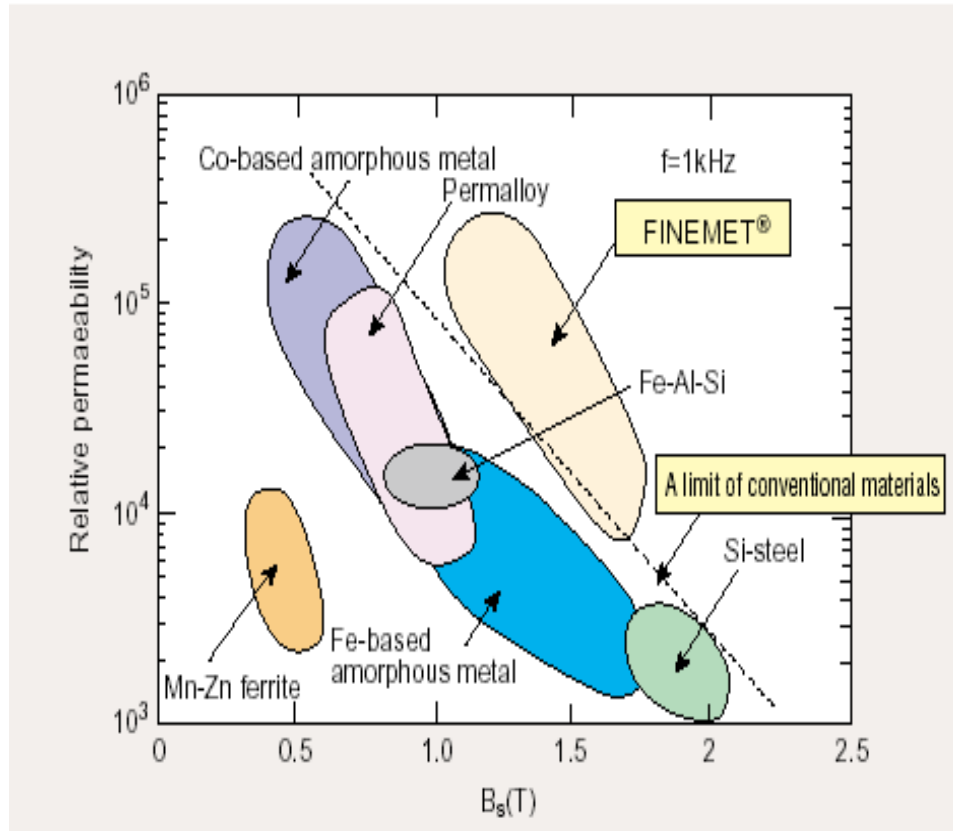 10⁶
Co-based amorphous metal
f=1kHz
Permalloy
FINEMET®
10⁵
Relative permaeability
Fe-Al-Si
A limit of conventional materials
10⁴
Si-steel
Fe-based
amorphous metal
Mn-Zn ferrite
10³
0 0.5 1.0 1.5 2 2.5
Bₛ(T)